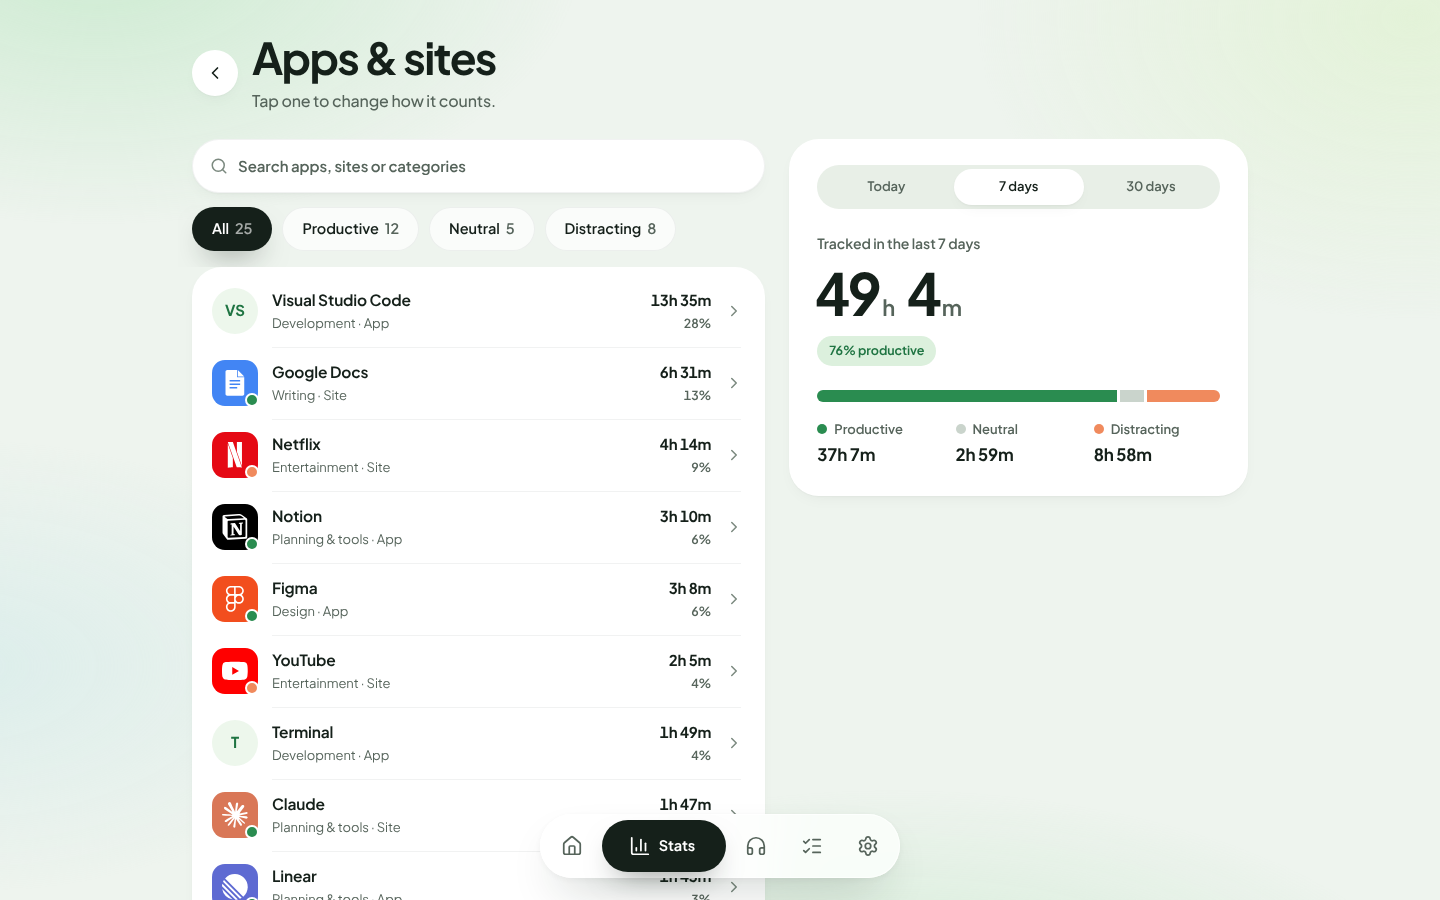 Apps & sites
Tap one to change how it counts.
Search apps, sites or categories
All 25
Productive 12
Neutral 5
Distracting 8
VS
Visual Studio Code
13h 35m
Development · App
28%
Google Docs
6h 31m
Writing · Site
13%
N
Netflix
4h 14m
Entertainment · Site
9%
N
Notion
3h 10m
Planning & tools · App
6%
Figma
3h 8m
Design · App
6%
YouTube
2h 5m
Entertainment · Site
4%
T
Terminal
1h 49m
Development · App
4%
Claude
1h 47m
Planning & tools · Site
Linear
Planning & tools · App
3%
Today
7 days
30 days
Tracked in the last 7 days
49h 4m
76% productive
Productive
Neutral
Distracting
37h 7m
2h 59m
8h 58m
Stats